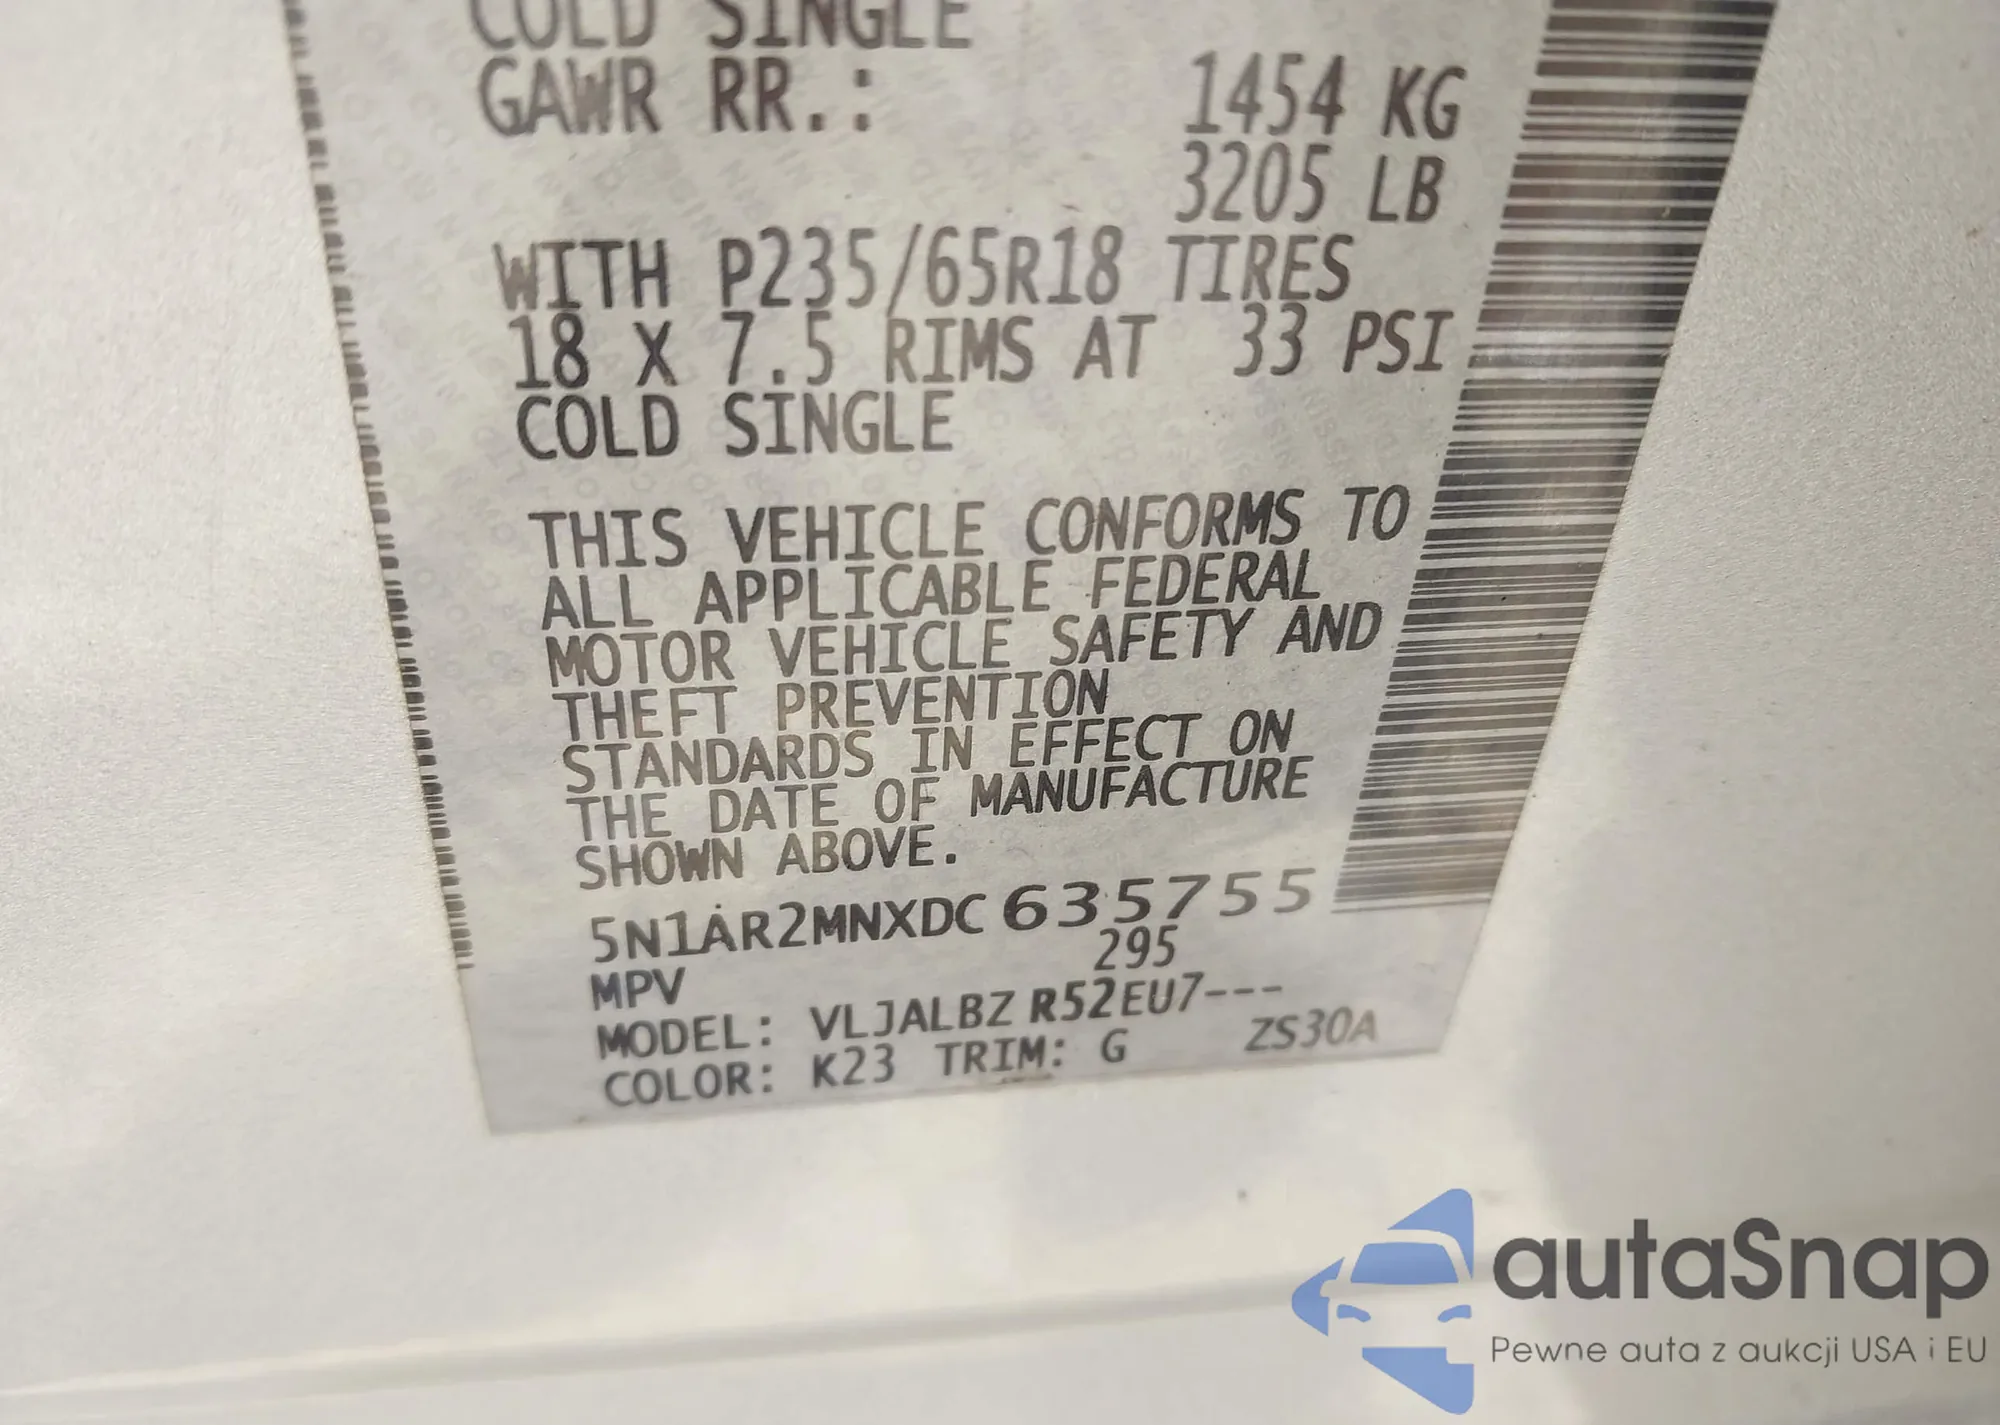 COLD SINGLE
GAWR RR.: 1454 KG
3205 LB
WITH P235/65R18 TIRES
18 X 7.5 RIMS AT 33 PSI
COLD SINGLE
THIS VEHICLE CONFORMS TO
ALL APPLICABLE FEDERAL
MOTOR VEHICLE SAFETY AND
THEFT PREVENTION
STANDARDS IN EFFECT ON
THE DATE OF MANUFACTURE
SHOWN ABOVE.
5N1AR2MNXDC 635755
MPV 295
MODEL: VLJALBZ R52EU7---
COLOR: K23 TRIM: G ZS30A
autaSnap
Pewne auta z aukcji USA i EU